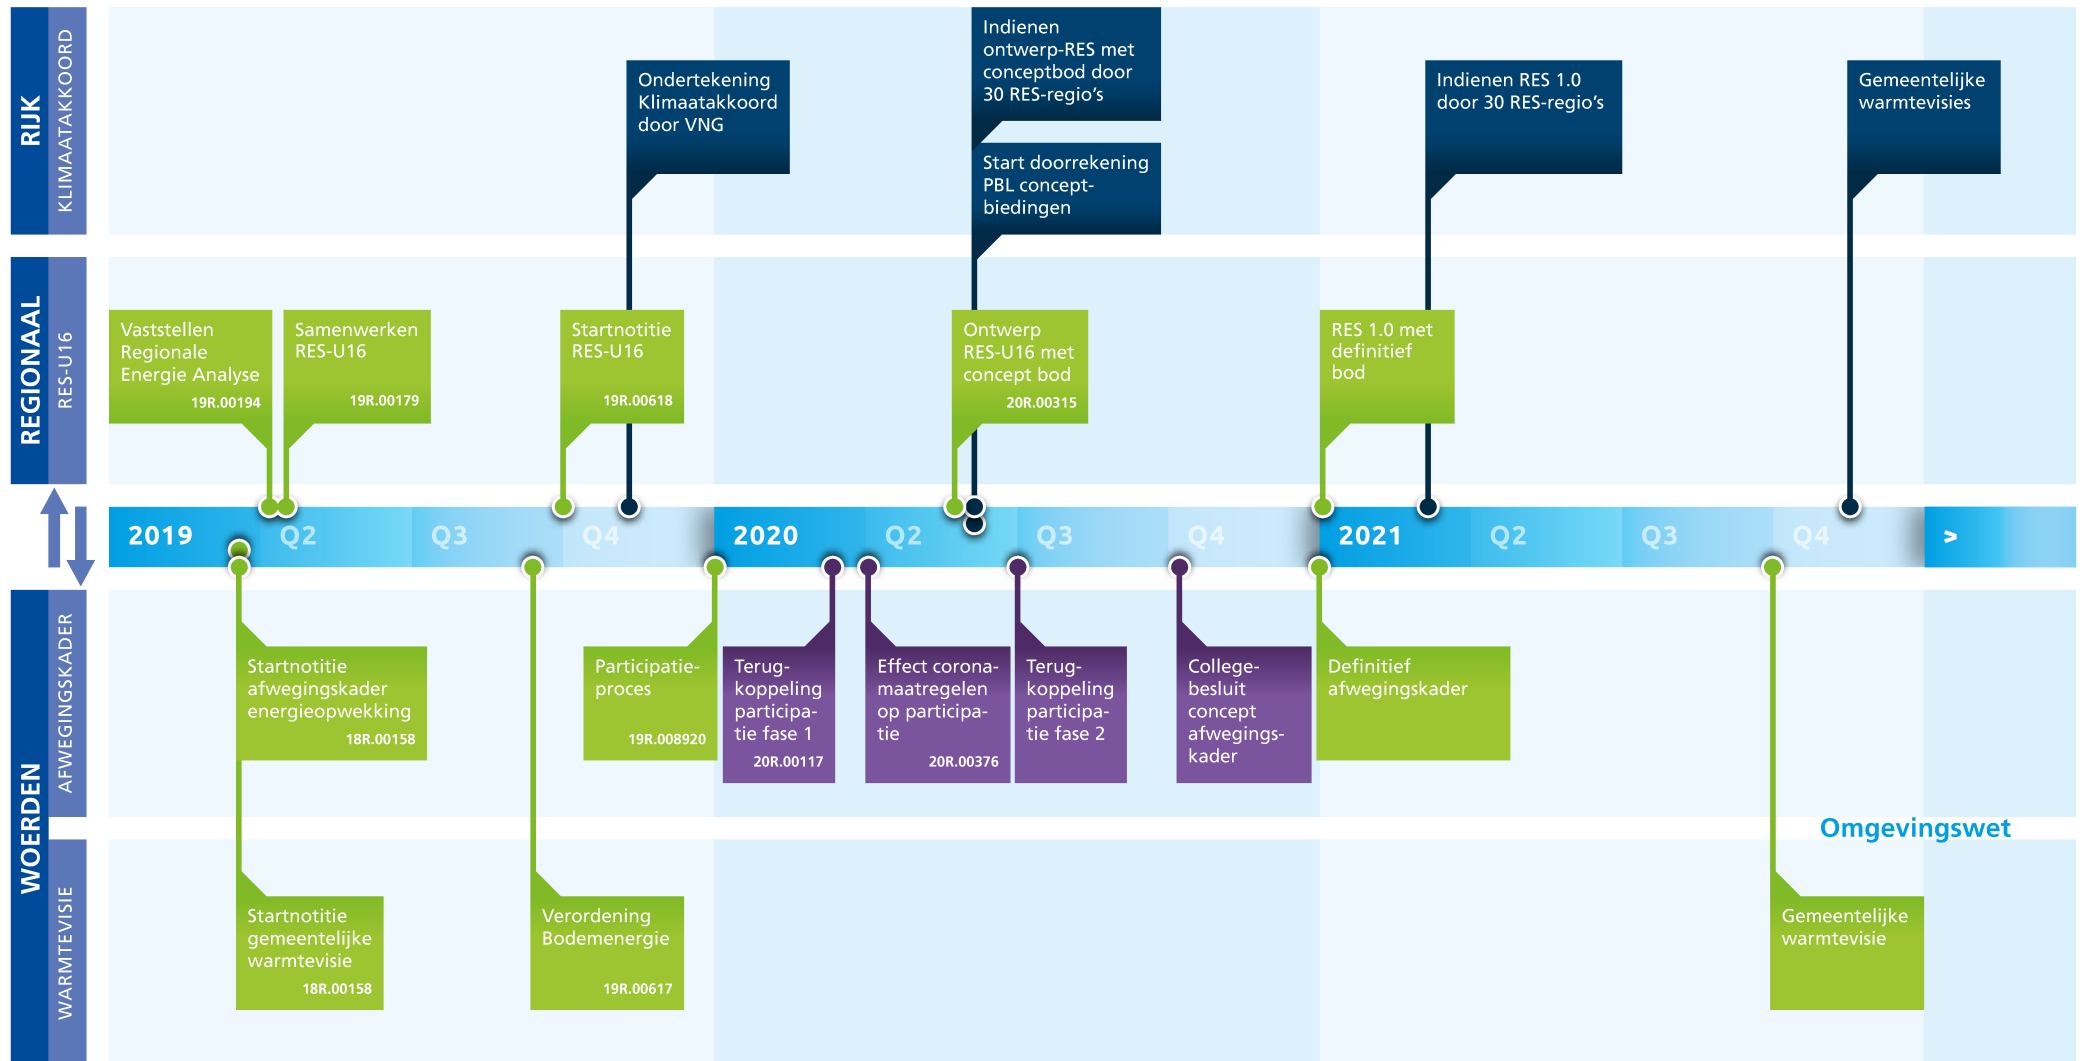 RIJK
KLIMAATAKKOORD
Ondertekening
Klimaatakkoord
door VNG
Indienen
ontwerp-RES met
conceptbod door
30 RES-regio's
Start doorrekening
PBL concept-
biedingen
Indienen RES 1.0
door 30 RES-regio's
Gemeentelijke
warmtevisies
REGIONAAL
RES-U16
Vaststellen
Regionale
Energie Analyse
19R.00194
Samenwerken
RES-U16
19R.00179
Startnotitie
RES-U16
19R.00618
Ontwerp
RES-U16 met
concept bod
20R.00315
RES 1.0 met
definitief
bod
2019
Q2
Q3
Q4
2020
Q2
Q3
Q4
2021
Q2
Q3
Q4
>
WOERDEN
AFWEGINGSKADER
Startnotitie
afwegingskader
energieopwekking
18R.00158
Participatie-
proces
19R.008920
Terug-
koppeling
participa-
tie fase 1
20R.00117
Effect corona-
maatregelen
op participa-
tie
20R.00376
Terug-
koppeling
participa-
tie fase 2
College-
besluit
concept
afwegings-
kader
Definitief
afwegingskader
Omgevingswet
WARMTEVISIE
Startnotitie
gemeentelijke
warmtevisie
18R.00158
Verordening
Bodemenergie
19R.00617
Gemeentelijke
warmtevisie